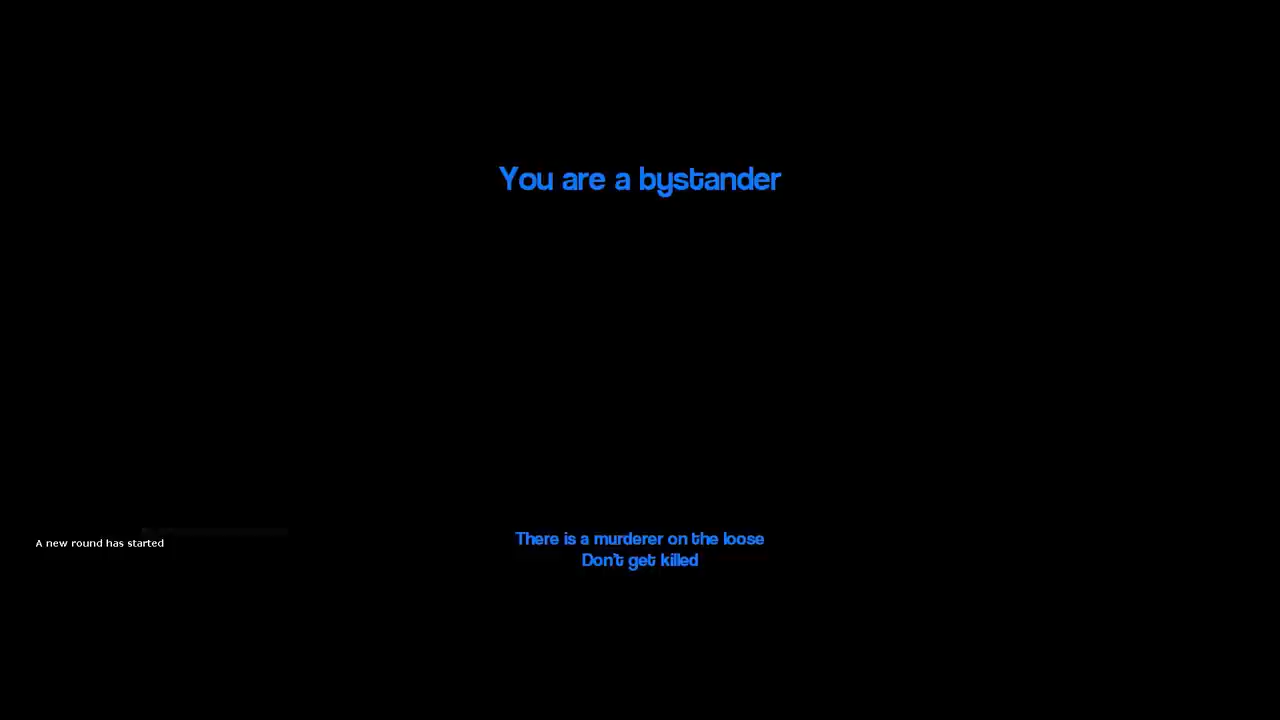 You are a bystander
There is a murderer on the loose
A new round has started
Don't get killed